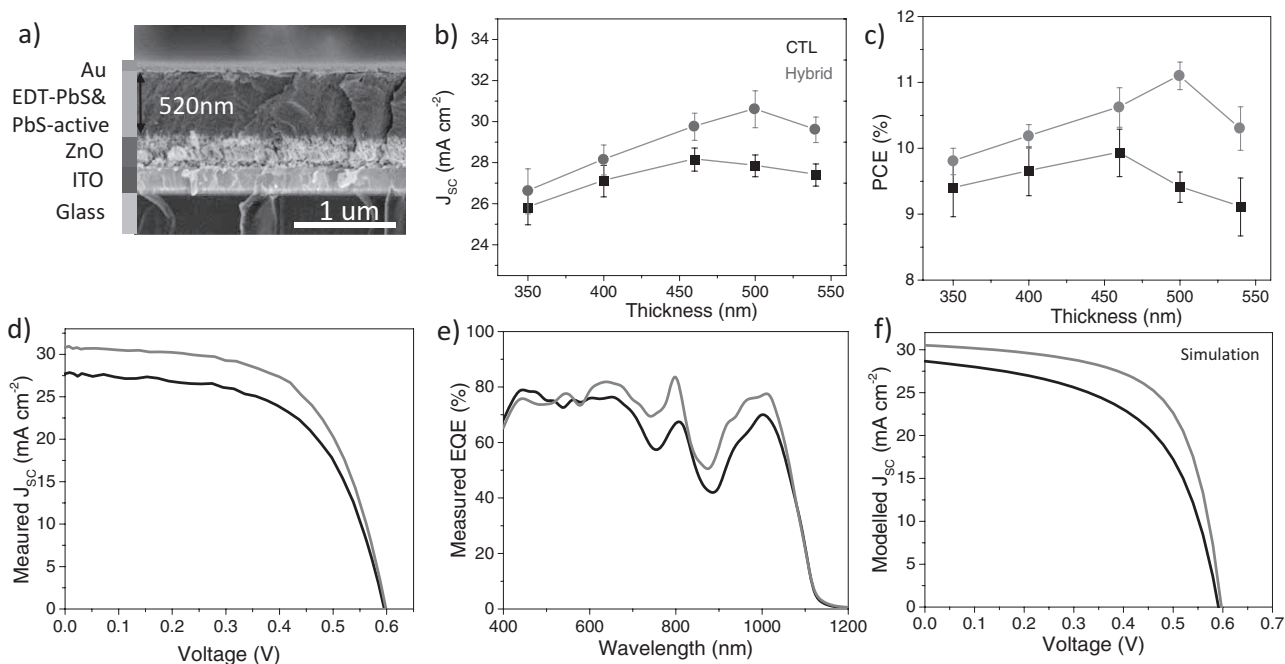 a)
Au
EDT-PbS&
PbS-active
ZnO
ITO
Glass
520nm
1 um
b)
J_SC (mA cm⁻²)
34
32
30
28
26
24
CTL
Hybrid
350 400 450 500 550
Thickness (nm)
c)
PCE (%)
12
11
10
9
8
350 400 450 500 550
Thickness (nm)
d)
Meaured J_SC (mA cm⁻²)
30
25
20
15
10
5
0
0.0 0.1 0.2 0.3 0.4 0.5 0.6
Voltage (V)
e)
Measured EQE (%)
100
80
60
40
20
0
400 600 800 1000 1200
Wavelength (nm)
f)
Simulation
Modelled J_SC (mA cm⁻²)
30
25
20
15
10
5
0
0.0 0.1 0.2 0.3 0.4 0.5 0.6 0.7
Voltage (V)